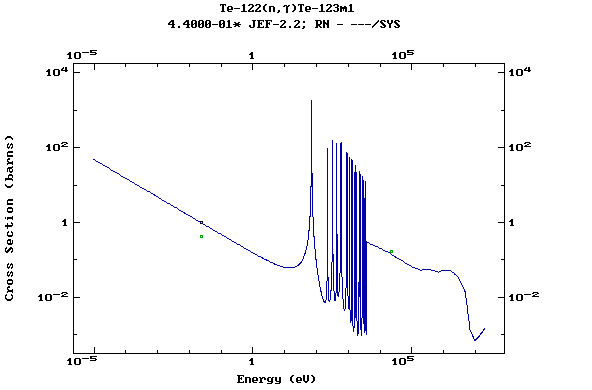 Te-122(n,γ)Te-123m1
4.4000-01* JEF-2.2; RN - ---/SYS
10⁻⁵ 1 10⁵
10⁴ 10⁴
10² 10²
1 1
10⁻² 10⁻²
10⁻⁵ 1 10⁵
Cross Section (barns)
Energy (eV)